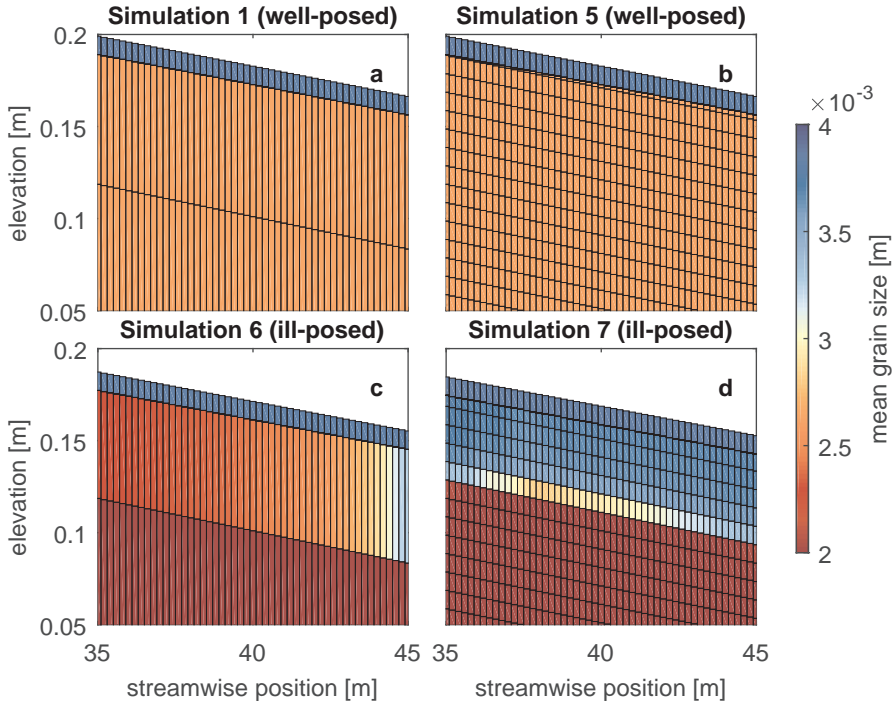 Simulation 1 (well-posed) Simulation 5 (well-posed)
0.2
a b
0.15
0.1
0.05
elevation [m]
×10⁻³
4
3.5
3
2.5
2
mean grain size [m]
Simulation 6 (ill-posed) Simulation 7 (ill-posed)
0.2
c d
0.15
0.1
0.05
elevation [m]
35 40 45 35 40 45
streamwise position [m] streamwise position [m]